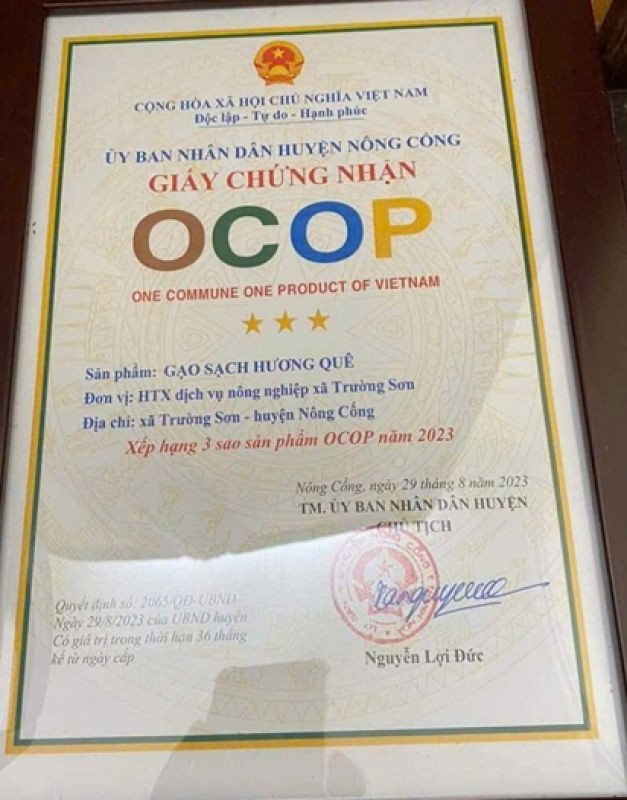 CỘNG HÒA XÃ HỘI CHỦ NGHĨA VIỆT NAM
Độc lập - Tự do - Hạnh phúc
ỦY BAN NHÂN DÂN HUYỆN NÔNG CỐNG
GIẤY CHỨNG NHẬN
OCOP
ONE COMMUNE ONE PRODUCT OF VIETNAM
Sản phẩm: GẠO SẠCH HƯƠNG QUÊ
Đơn vị: HTX dịch vụ nông nghiệp xã Trường Sơn
Địa chỉ: xã Trường Sơn - huyện Nông Cống
Xếp hạng 3 sao sản phẩm OCOP năm 2023
Nông Cống, ngày 29 tháng 8 năm 2023
TM. ỦY BAN NHÂN DÂN HUYỆN
CHỦ TỊCH
Quyết định số: 2065/QĐ-UBND
Ngày 29/8/2023 của UBND huyện
Có giá trị trong thời hạn 36 tháng
kể từ ngày cấp
Nguyễn Lợi Đức